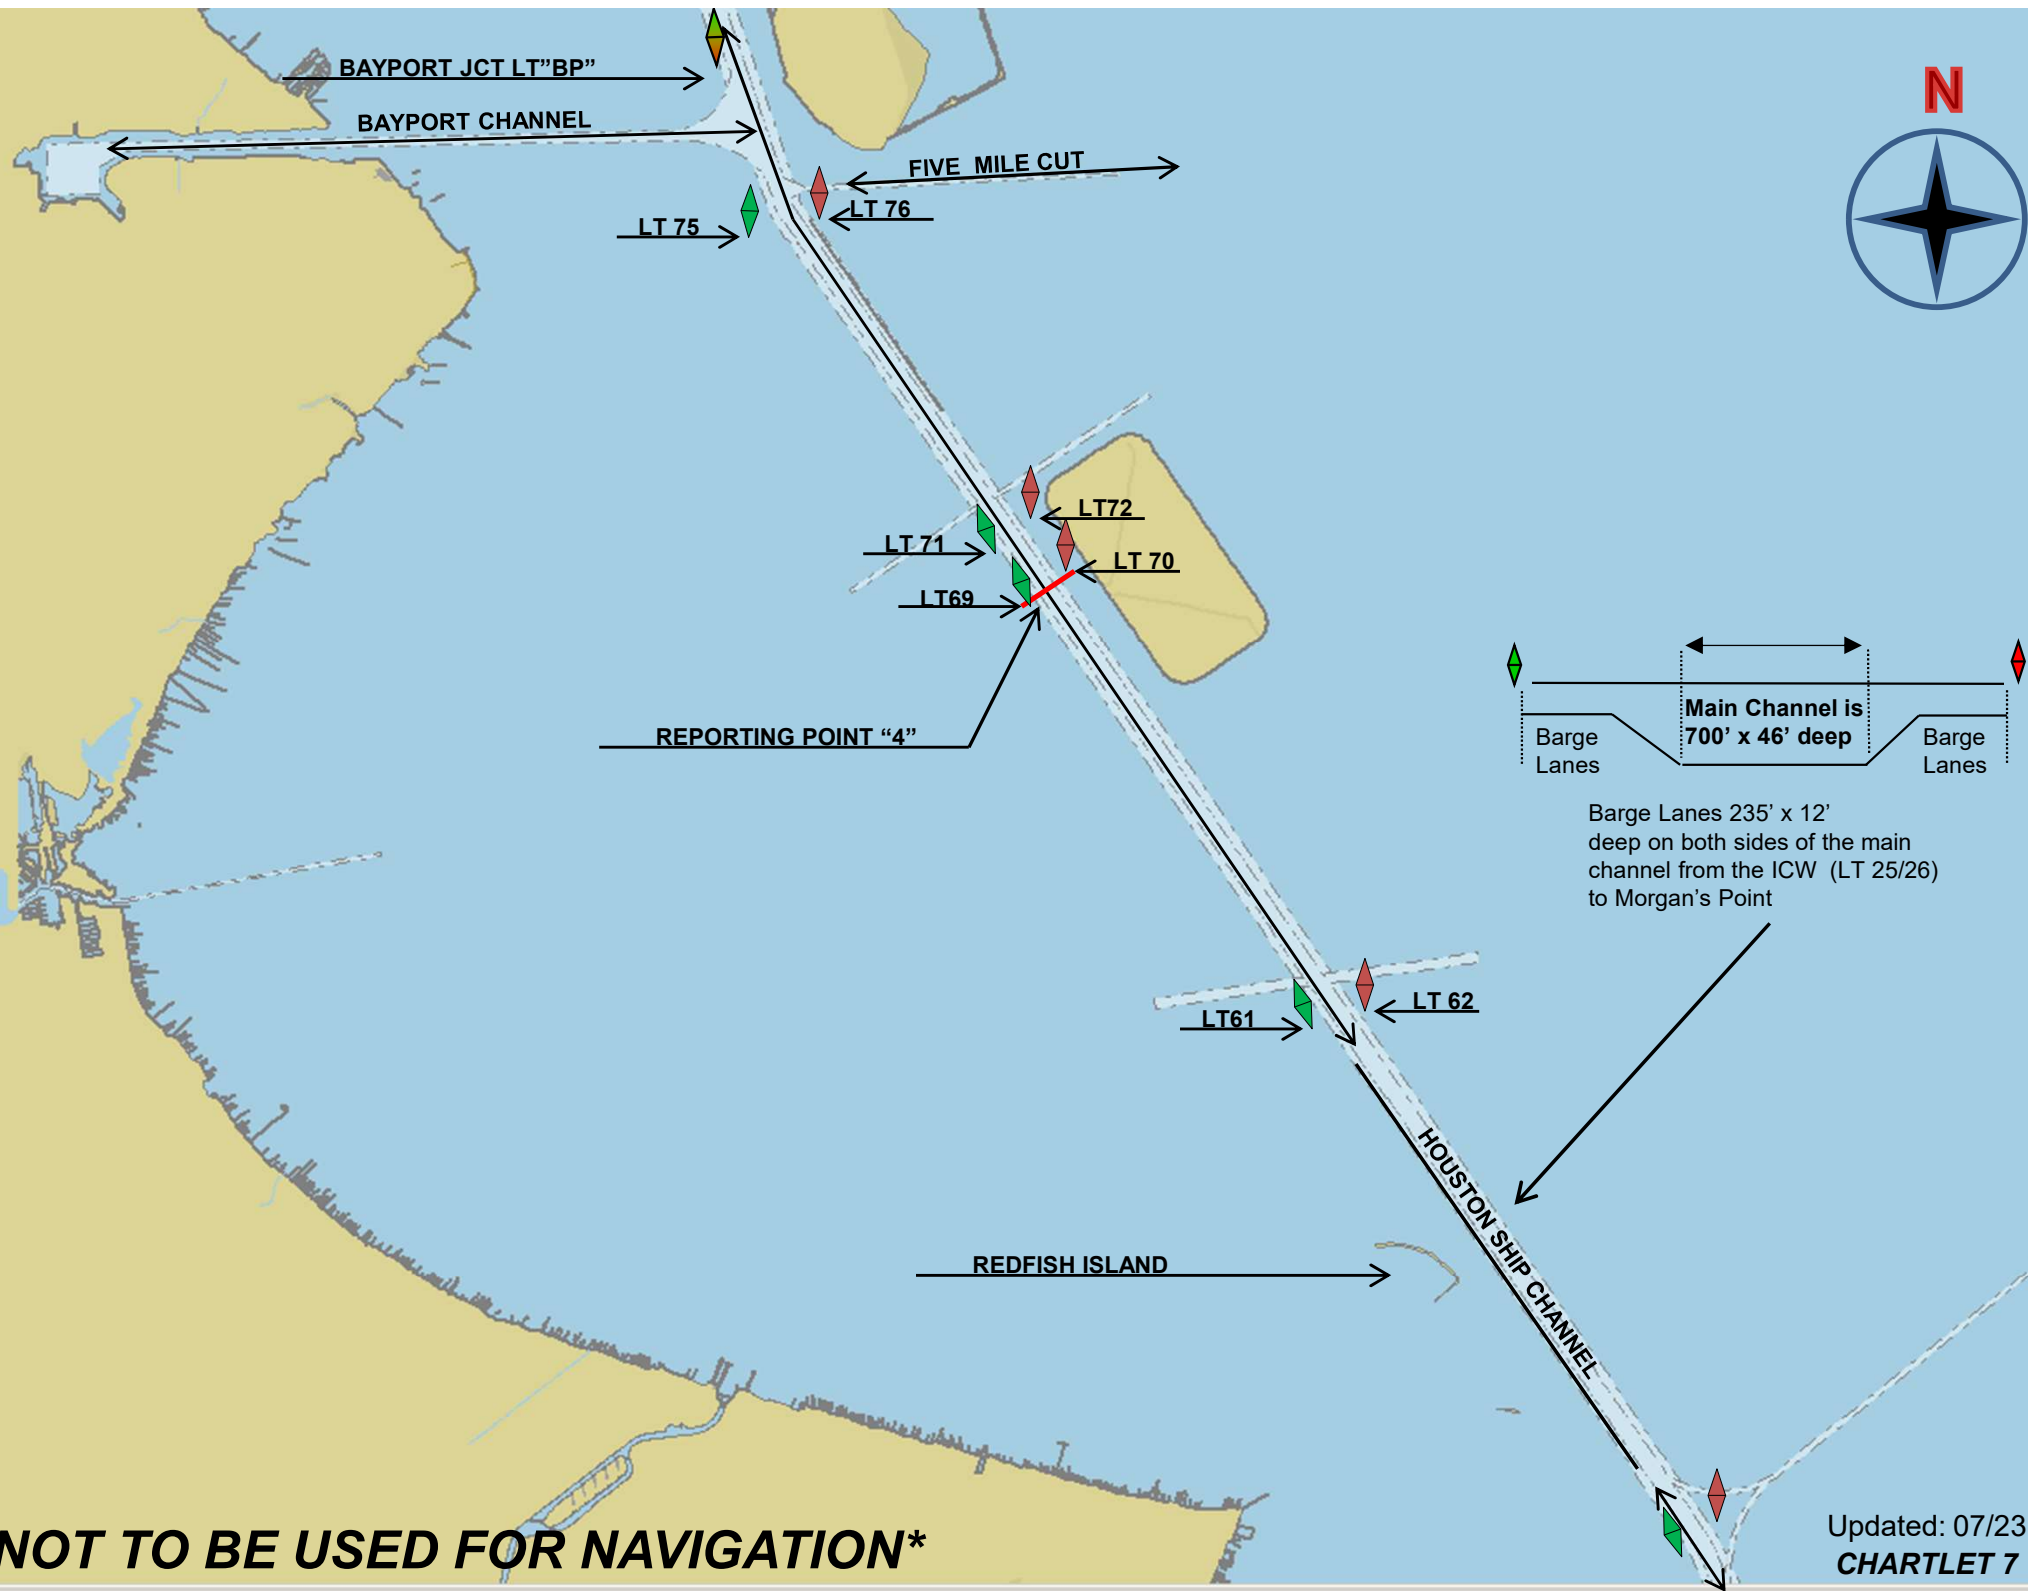 N
BAYPORT JCT LT”BP”
BAYPORT CHANNEL
FIVE MILE CUT
LT 76
LT 75
LT72
LT 71
LT 70
LT69
REPORTING POINT “4”
Main Channel is
700’ x 46’ deep
Barge
Lanes
Barge
Lanes
Barge Lanes 235’ x 12’
deep on both sides of the main
channel from the ICW (LT 25/26)
to Morgan’s Point
LT 62
LT61
HOUSTON SHIP CHANNEL
REDFISH ISLAND
NOT TO BE USED FOR NAVIGATION*
Updated: 07/23
CHARTLET 7